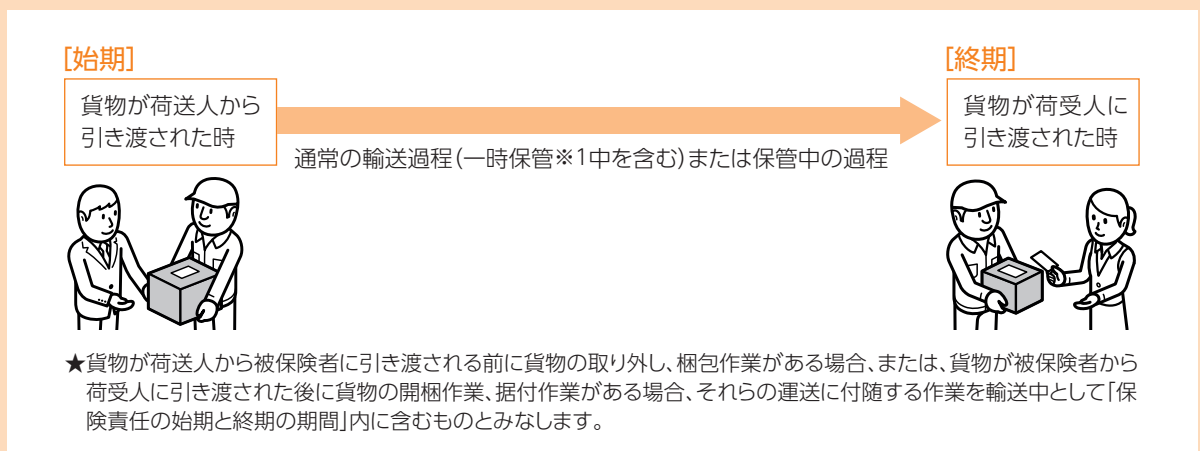 [始期]
貨物が荷送人から
引き渡された時
通常の輸送過程(一時保管※1中を含む)または保管中の過程
[終期]
貨物が荷受人に
引き渡された時
★貨物が荷送人から被保険者に引き渡される前に貨物の取り外し、梱包作業がある場合、または、貨物が被保険者から
荷受人に引き渡された後に貨物の開梱作業、据付作業がある場合、それらの運送に付随する作業を輸送中として「保
険責任の始期と終期の期間」内に含むものとみなします。